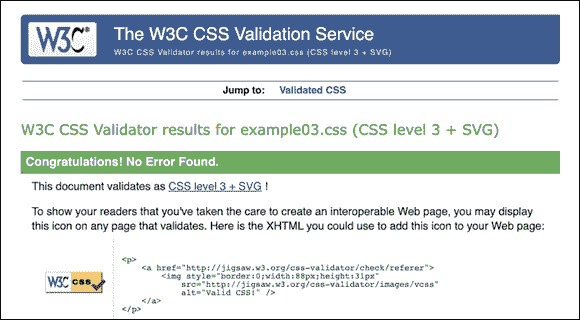 W3C®
The W3C CSS Validation Service
W3C CSS Validator results for example03.css (CSS level 3 + SVG)
Jump to: Validated CSS
W3C CSS Validator results for example03.css (CSS level 3 + SVG)
Congratulations! No Error Found.
This document validates as CSS level 3 + SVG !
To show your readers that you've taken the care to create an interoperable Web page, you may display
this icon on any page that validates. Here is the XHTML you could use to add this icon to your Web page:
W3C css
<p>
<a href="http://jigsaw.w3.org/css-validator/check/referer">
<img style="border:0;width:88px;height:31px"
src="http://jigsaw.w3.org/css-validator/images/vcss"
alt="Valid CSS!" />
</a>
</p>